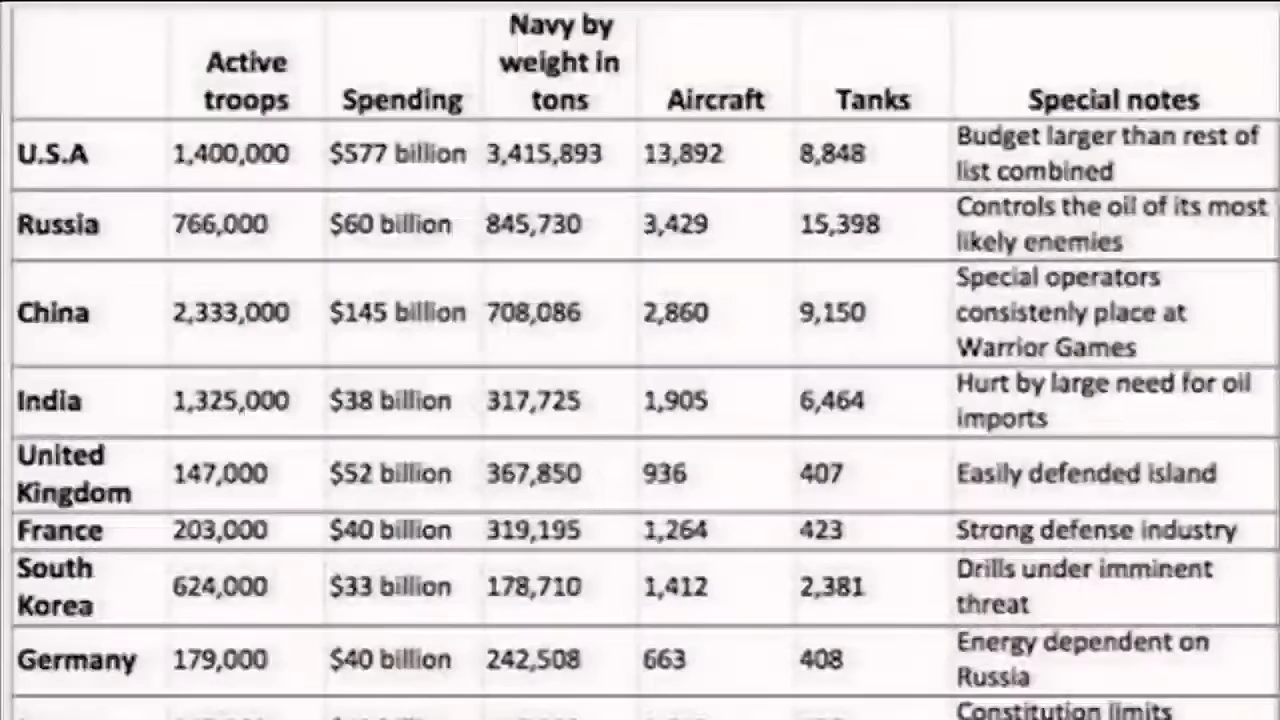 Active troops Spending Navy by weight in tons Aircraft Tanks Special notes
U.S.A 1,400,000 $577 billion 3,415,893 13,892 8,848 Budget larger than rest of list combined
Russia 766,000 $60 billion 845,730 3,429 15,398 Controls the oil of its most likely enemies
China 2,333,000 $145 billion 708,086 2,860 9,150 Special operators consistenly place at Warrior Games
India 1,325,000 $38 billion 317,725 1,905 6,464 Hurt by large need for oil imports
United Kingdom 147,000 $52 billion 367,850 936 407 Easily defended island
France 203,000 $40 billion 319,195 1,264 423 Strong defense industry
South Korea 624,000 $33 billion 178,710 1,412 2,381 Drills under imminent threat
Germany 179,000 $40 billion 242,508 663 408 Energy dependent on Russia
Constitution limits